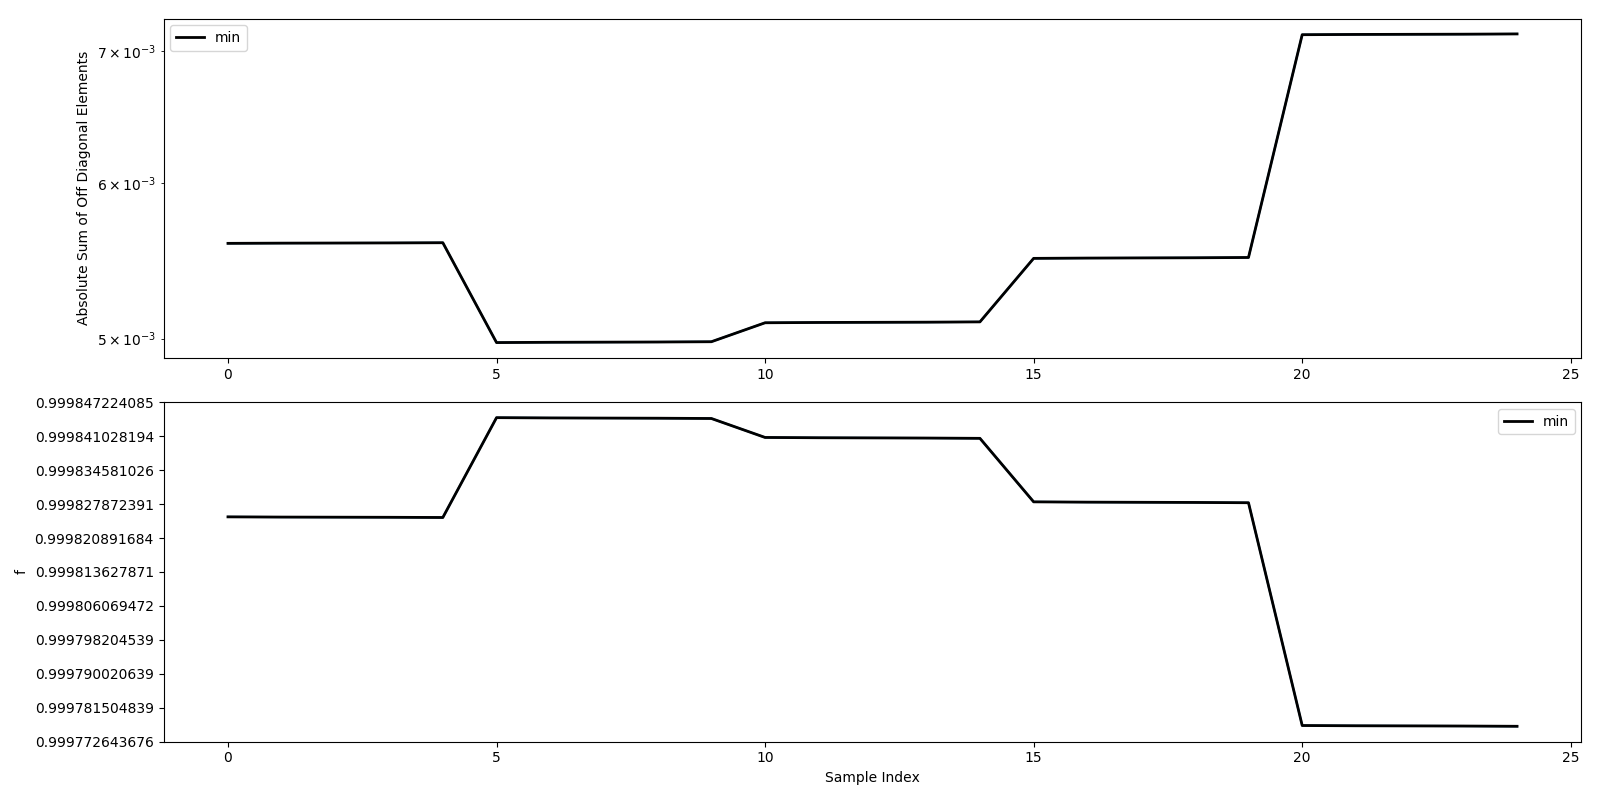 Absolute Sum of Off Diagonal Elements
7 × 10⁻³
6 × 10⁻³
5 × 10⁻³
min
0 5 10 15 20 25
f
0.999847224085
0.999841028194
0.999834581026
0.999827872391
0.999820891684
0.999813627871
0.999806069472
0.999798204539
0.999790020639
0.999781504839
0.999772643676
min
0 5 10 15 20 25
Sample Index